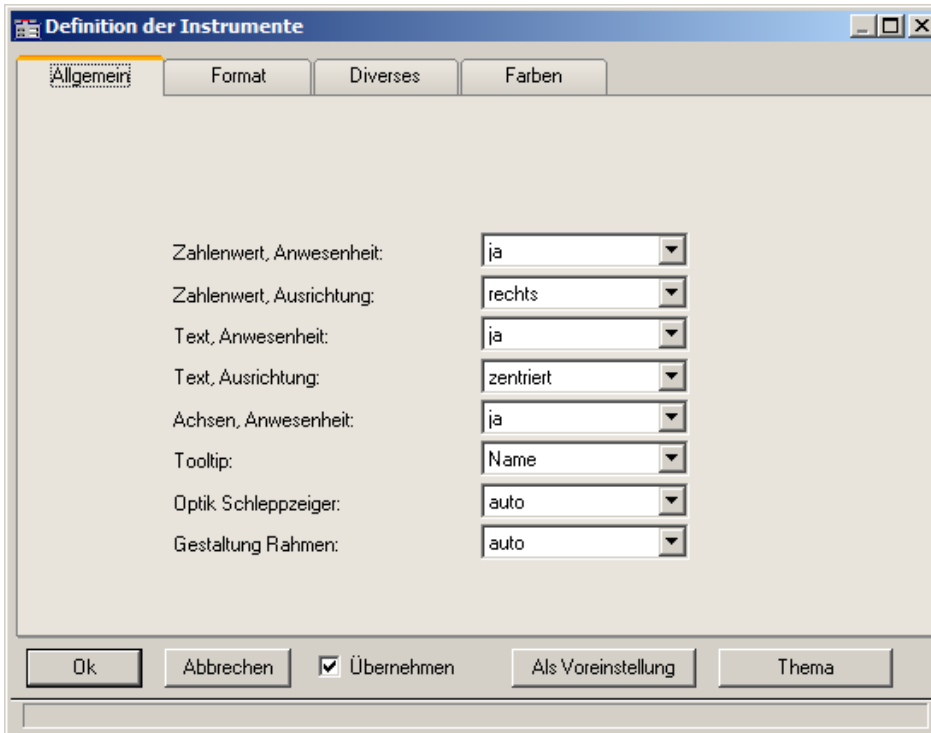 Definition der Instrumente
Allgemein Format Diverses Farben
Zahlenwert, Anwesenheit: ja
Zahlenwert, Ausrichtung: rechts
Text, Anwesenheit: ja
Text, Ausrichtung: zentriert
Achsen, Anwesenheit: ja
Tooltip: Name
Optik Schleppzeiger: auto
Gestaltung Rahmen: auto
Ok Abbrechen Übernehmen Als Voreinstellung Thema